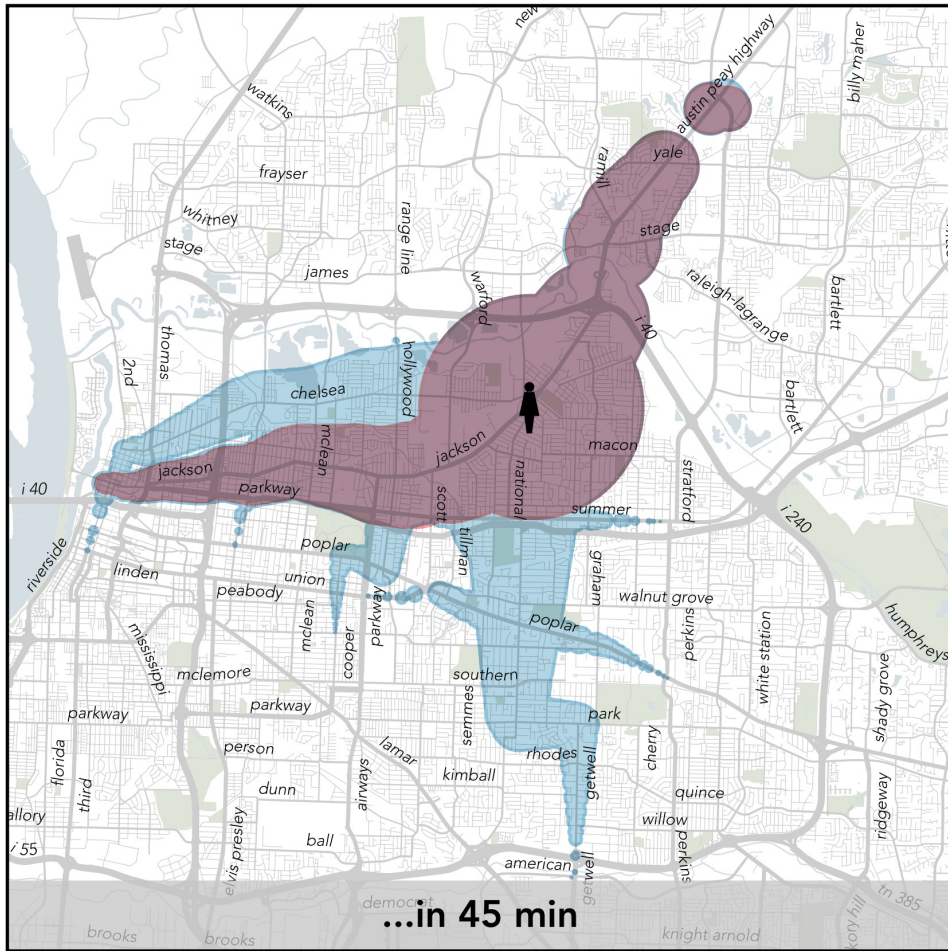 new
austin peay highway
billy maher
watkins
yale
ramill
frayser
range line
whitney
stage
stage
james
warford
raleigh-lagrange
bartlett
i 40
thomas
2nd
hollywood
chelsea
bartlett
mclean
jackson
macon
jackson
national
stratford
parkway
scott
i 40
summer
i 240
tillman
poplar
riverside
linden
union
graham
peabody
walnut grove
mclean
parkway
poplar
perkins
humphreys
mississippi
cooper
white station
mclemore
southern
shady grove
semmes
parkway
parkway
park
person
lamar
rhodes
cherry
florida
third
airways
kimball
getwell
dunn
quince
ridgeway
allory
willow
elvis presley
ball
perkins
i 55
american
getwell
tn 385
democrat
...in 45 min
brooks
brooks
knight arnold